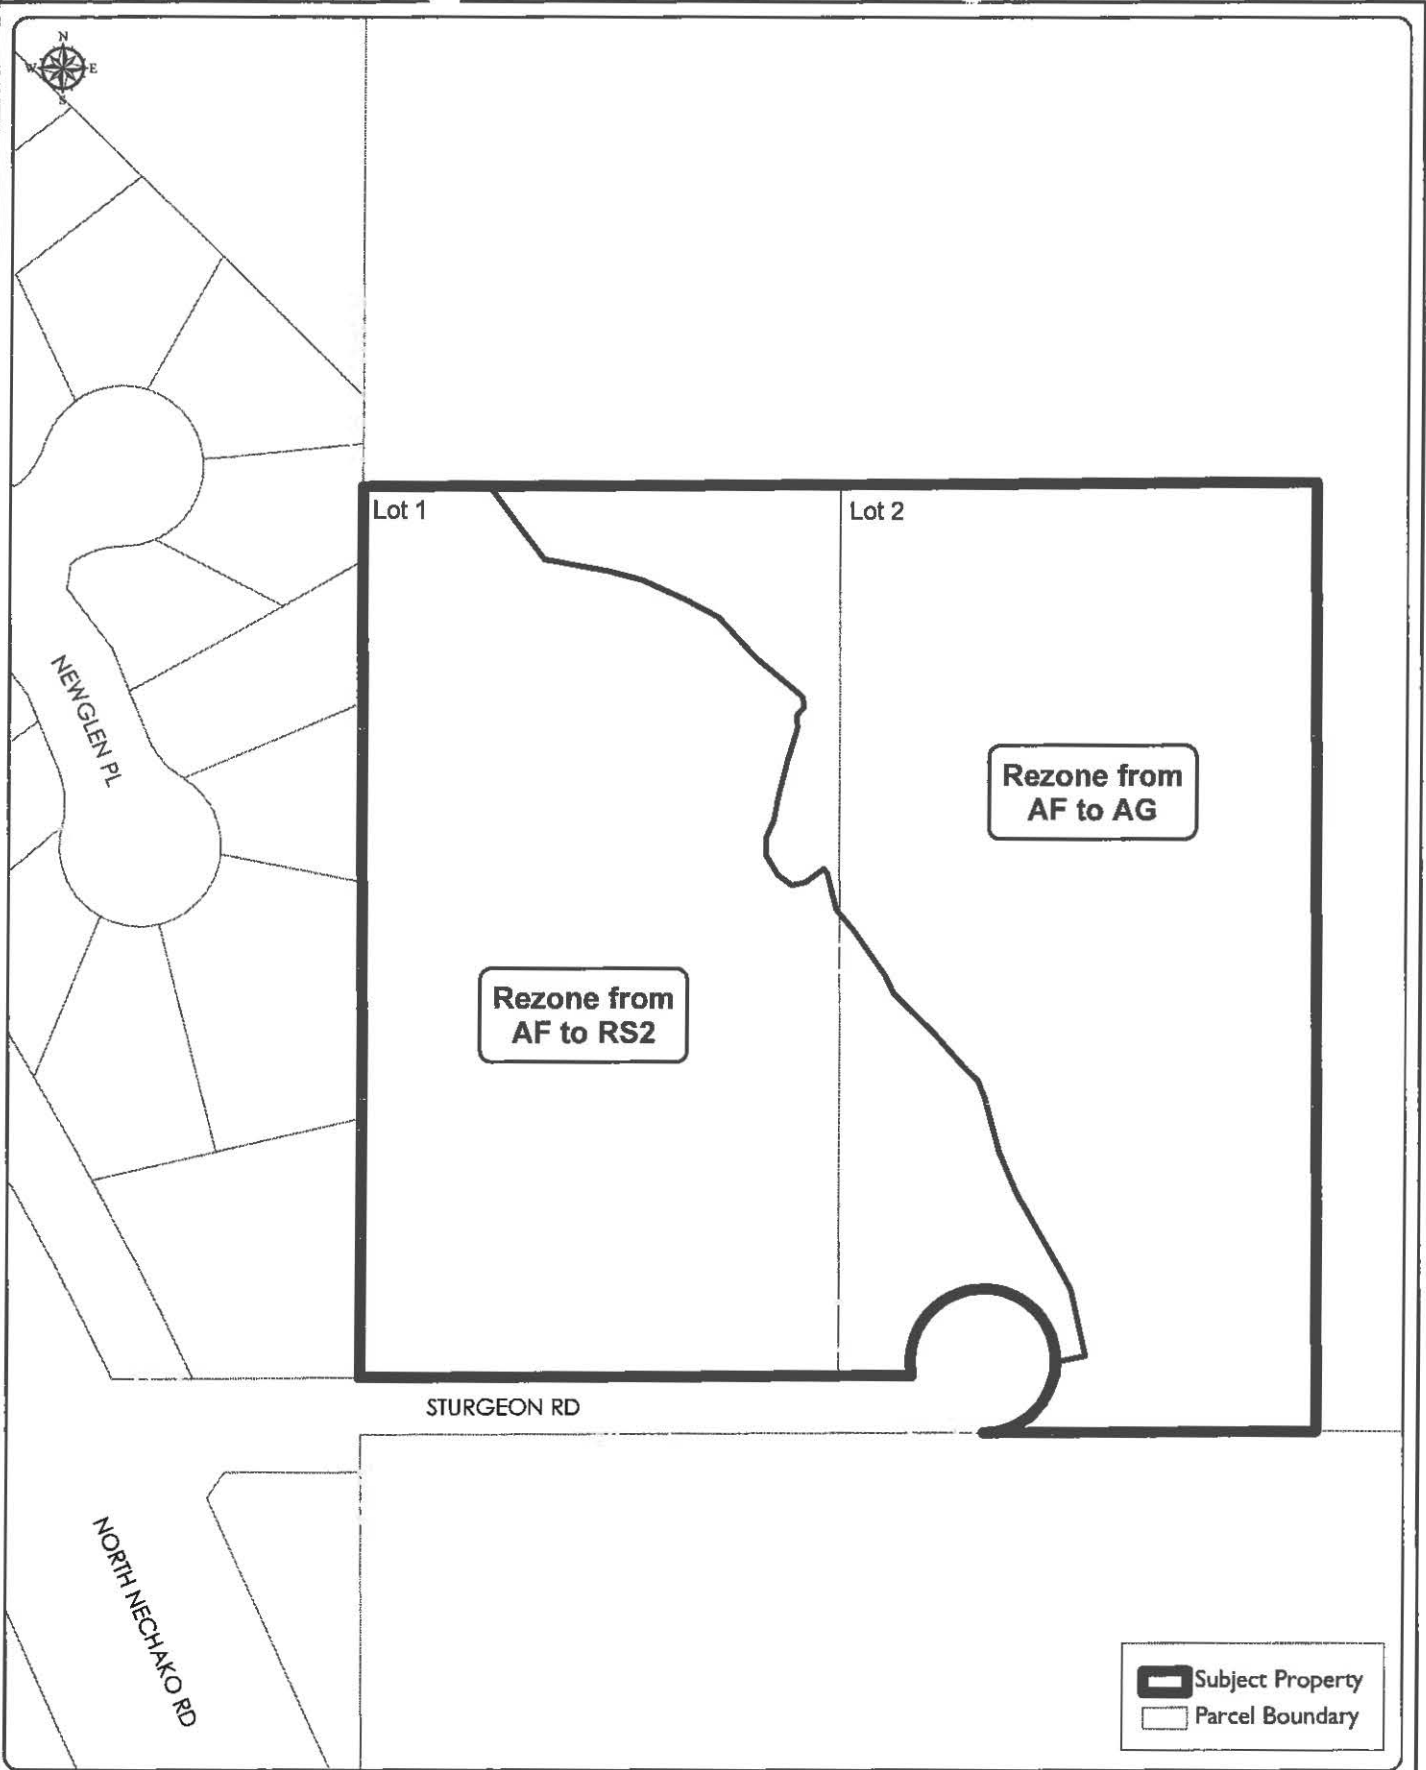 N
W E
S
Lot 1
Lot 2
NEWGLEN PL
Rezone from
AF to AG
Rezone from
AF to RS2
STURGEON RD
NORTH NECHAKO RD
Subject Property
Parcel Boundary